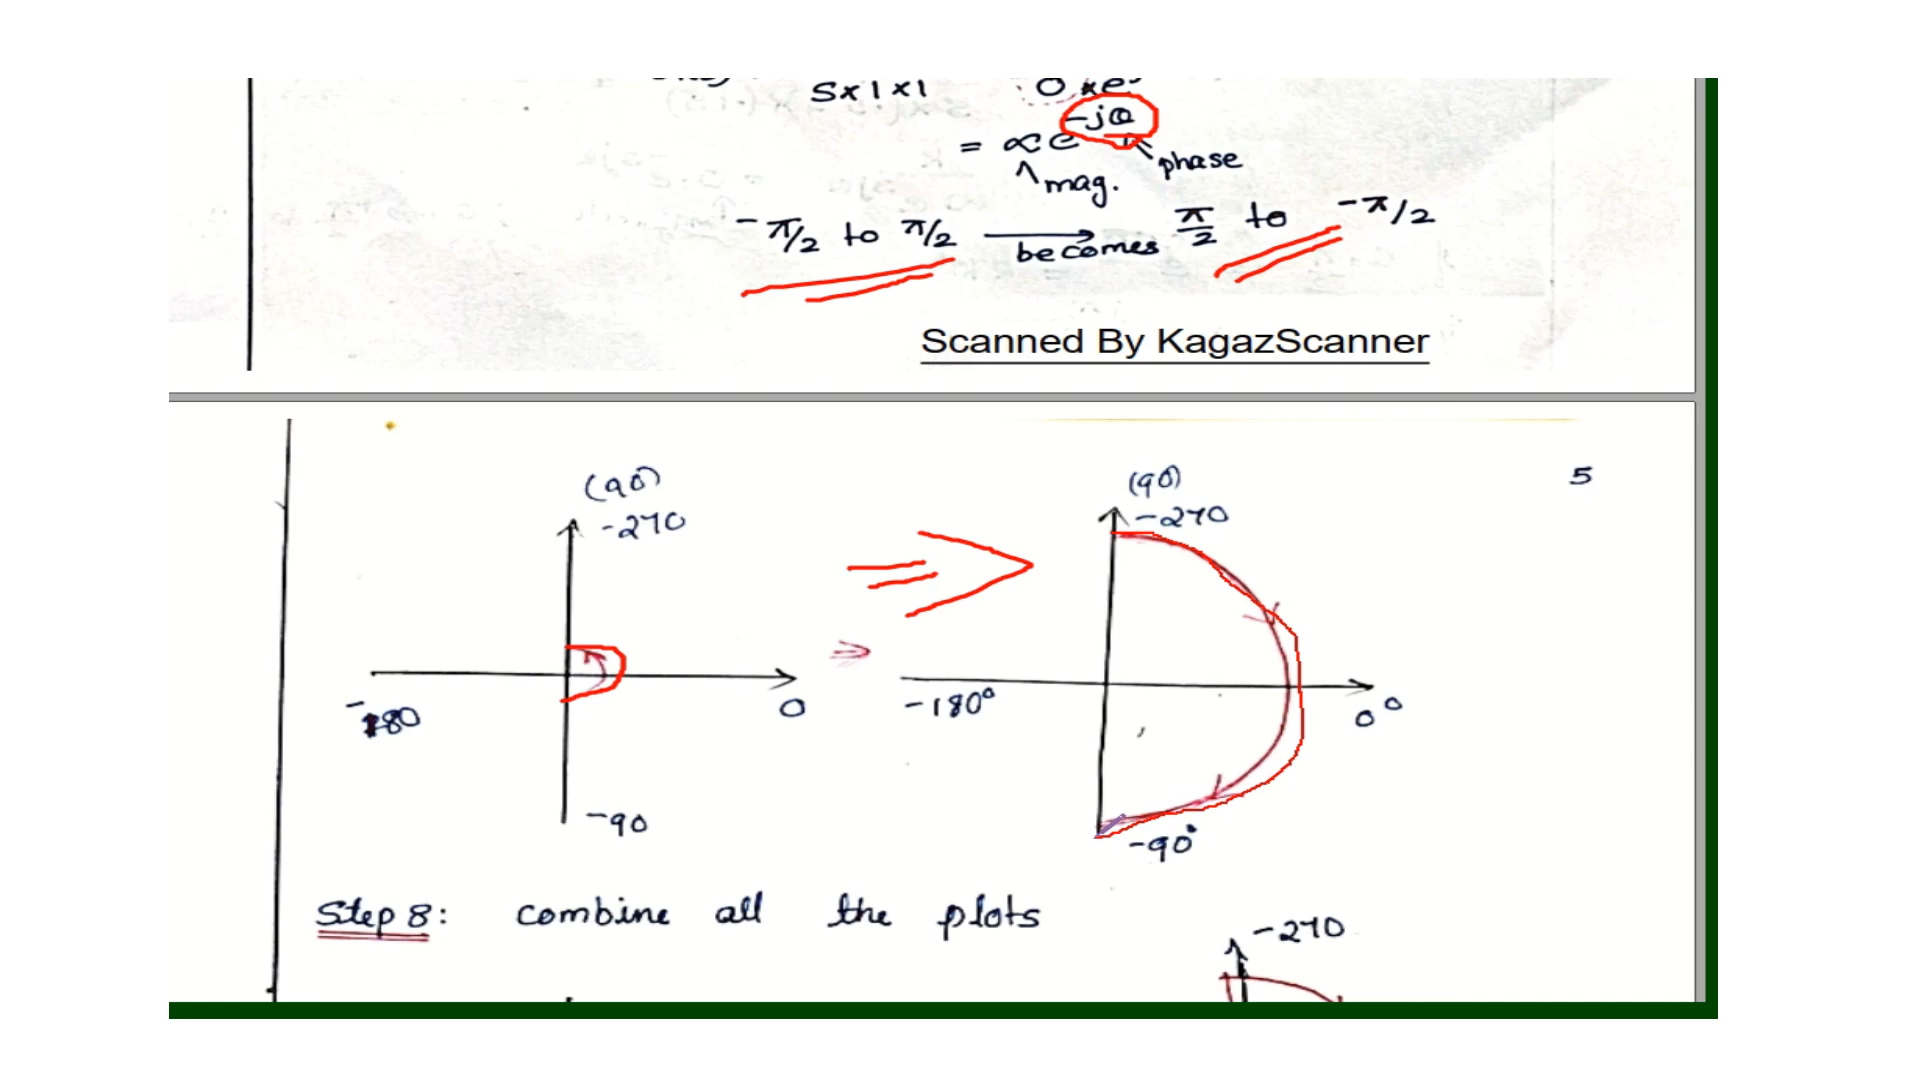 S×1×1 0×e
= ∝e^-jθ
↑mag. ↖phase
-π/2 to π/2 → becomes π/2 to -π/2
Scanned By KagazScanner
5
(90°) (90°)
-270 -270
-180 0 -180° 0°
-90 -90°
Step 8: combine all the plots
-270